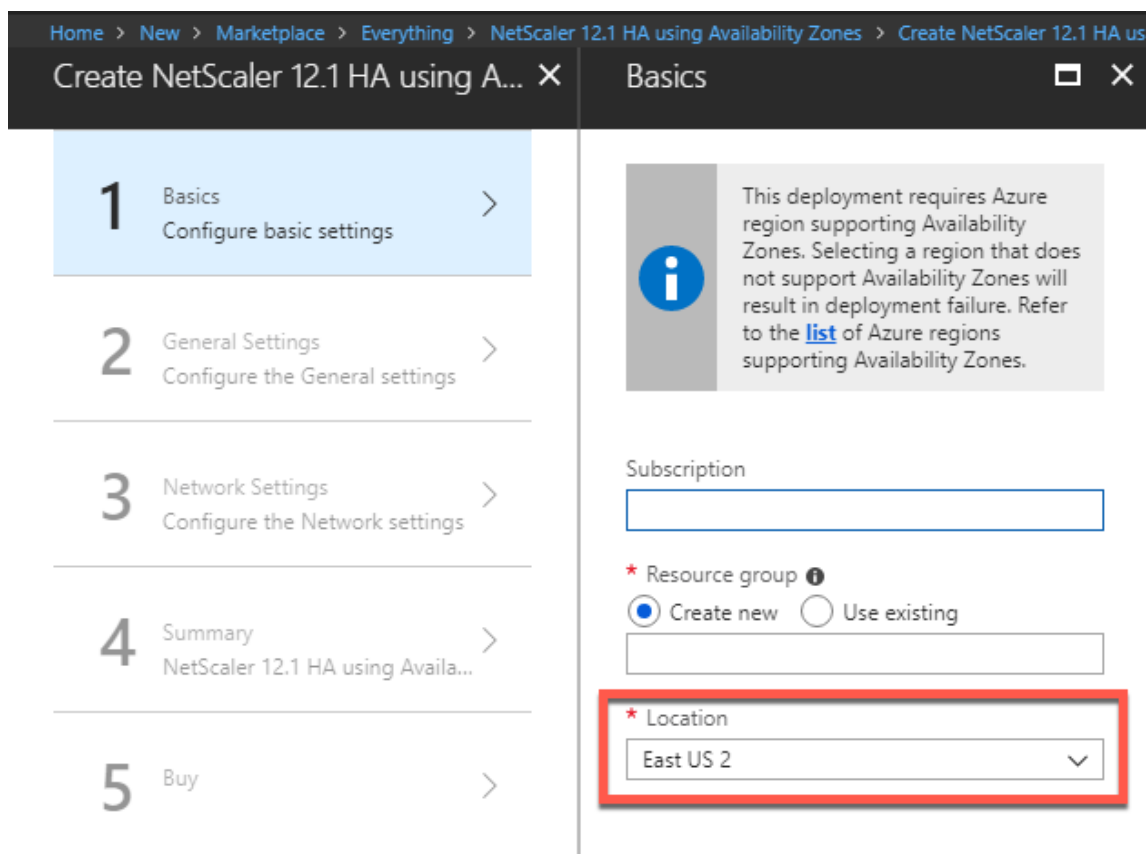 Home > New > Marketplace > Everything > NetScaler 12.1 HA using Availability Zones > Create NetScaler 12.1 HA us
Create NetScaler 12.1 HA using A...
Basics
1
Basics
Configure basic settings
2
General Settings
Configure the General settings
3
Network Settings
Configure the Network settings
4
Summary
NetScaler 12.1 HA using Availa...
5
Buy
This deployment requires Azure
region supporting Availability
Zones. Selecting a region that does
not support Availability Zones will
result in deployment failure. Refer
to the list of Azure regions
supporting Availability Zones.
Subscription
* Resource group
Create new Use existing
* Location
East US 2